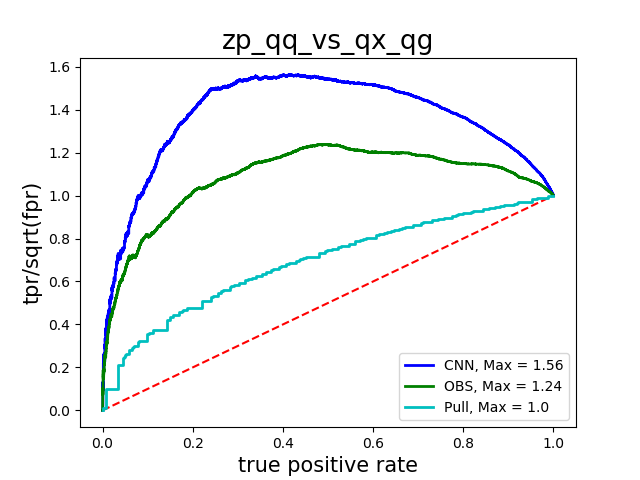 zp_qq_vs_qx_qg
tpr/sqrt(fpr)
1.6
1.4
1.2
1.0
0.8
0.6
0.4
0.2
0.0
CNN, Max = 1.56
OBS, Max = 1.24
Pull, Max = 1.0
0.0 0.2 0.4 0.6 0.8 1.0
true positive rate